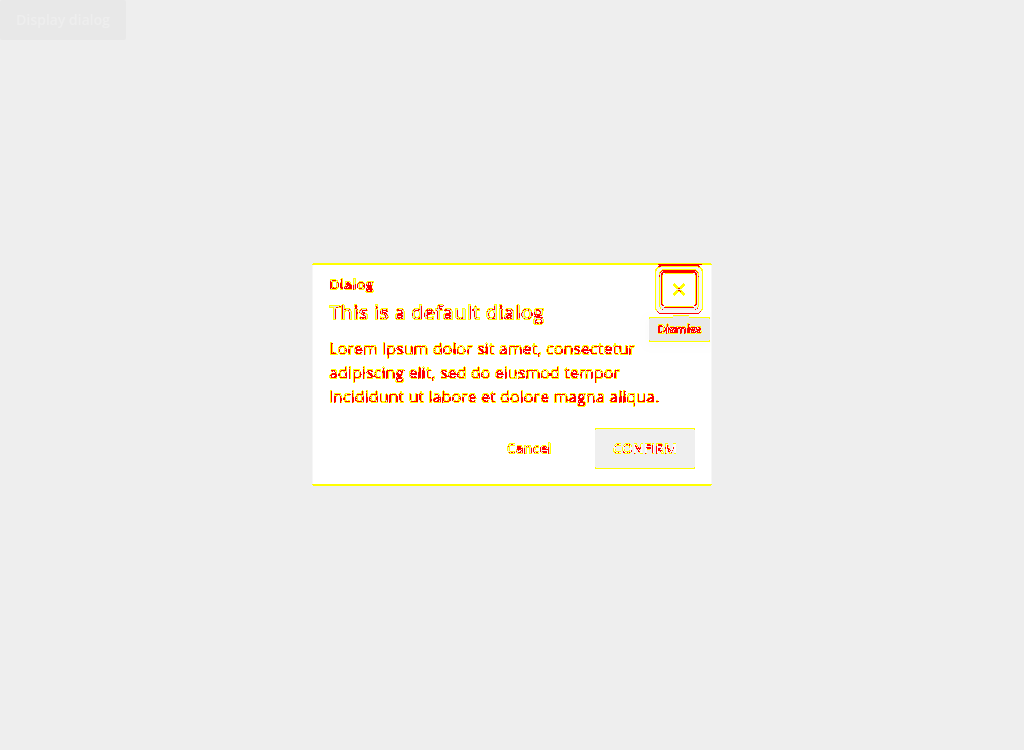 Display dialog
Dialog
This is a default dialog
Dismiss
Lorem ipsum dolor sit amet, consectetur
adipiscing elit, sed do eiusmod tempor
incididunt ut labore et dolore magna aliqua.
Cancel
CONFIRM